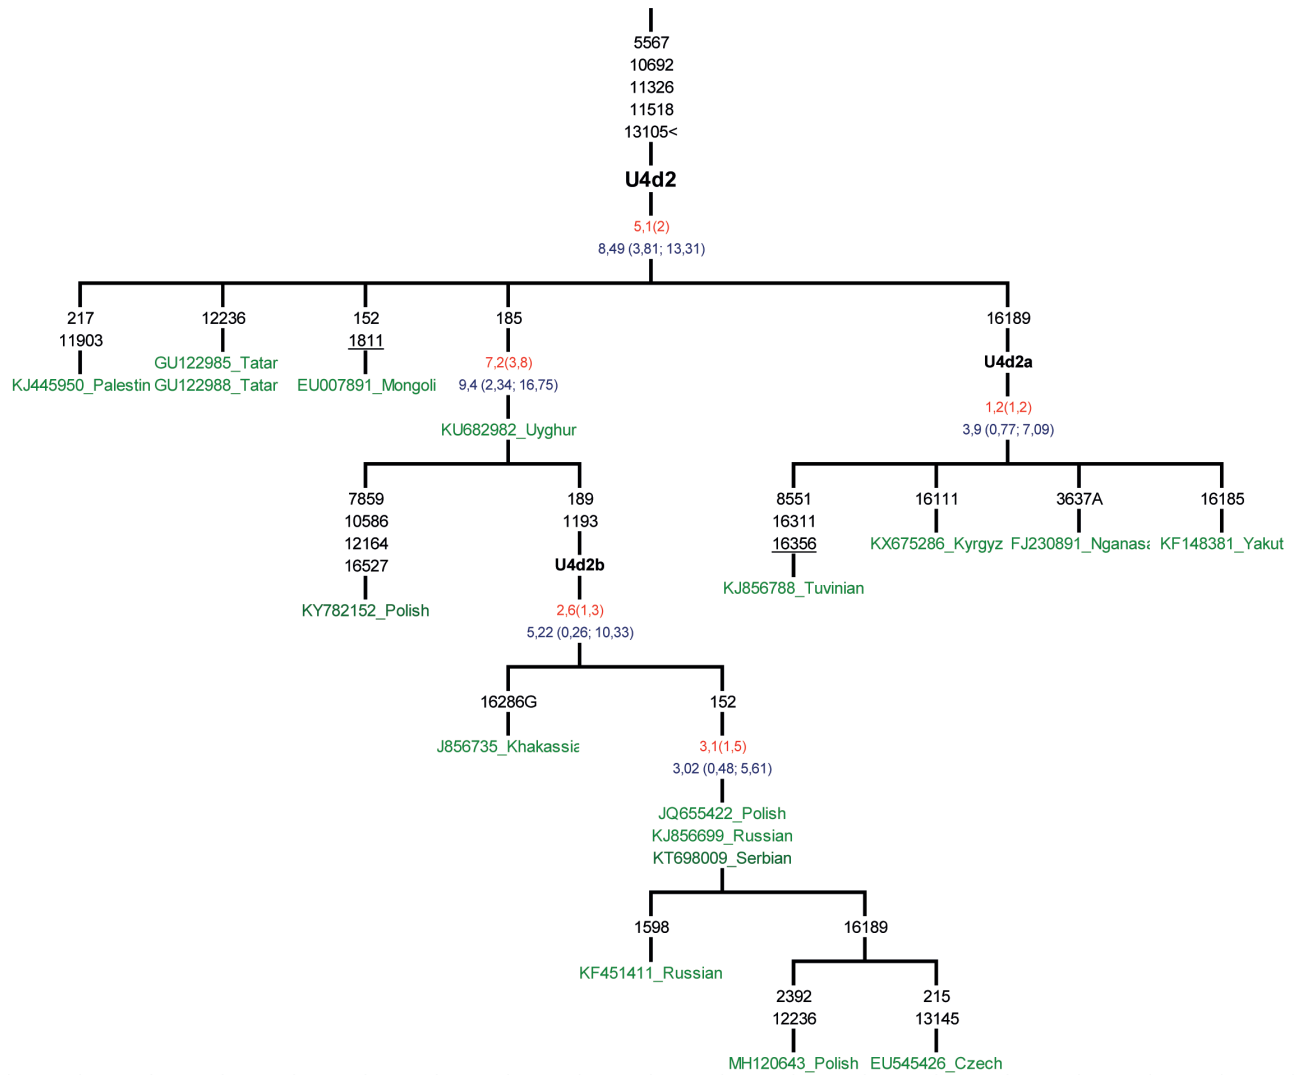 5567
10692
11326
11518
13105<
U4d2
5,1(2)
8,49 (3,81; 13,31)
217
11903
KJ445950_Palestin
12236
GU122985_Tatar
GU122988_Tatar
152
1811
EU007891_Mongoli
185
7,2(3,8)
9,4 (2,34; 16,75)
KU682982_Uyghur
16189
U4d2a
1,2(1,2)
3,9 (0,77; 7,09)
7859
10586
12164
16527
KY782152_Polish
189
1193
U4d2b
2,6(1,3)
5,22 (0,26; 10,33)
8551
16311
16356
KJ856788_Tuvinian
16111
KX675286_Kyrgyz
3637A
FJ230891_Nganasa
16185
KF148381_Yakut
16286G
J856735_Khakassia
152
3,1(1,5)
3,02 (0,48; 5,61)
JQ655422_Polish
KJ856699_Russian
KT698009_Serbian
1598
KF451411_Russian
16189
2392
12236
MH120643_Polish
215
13145
EU545426_Czech